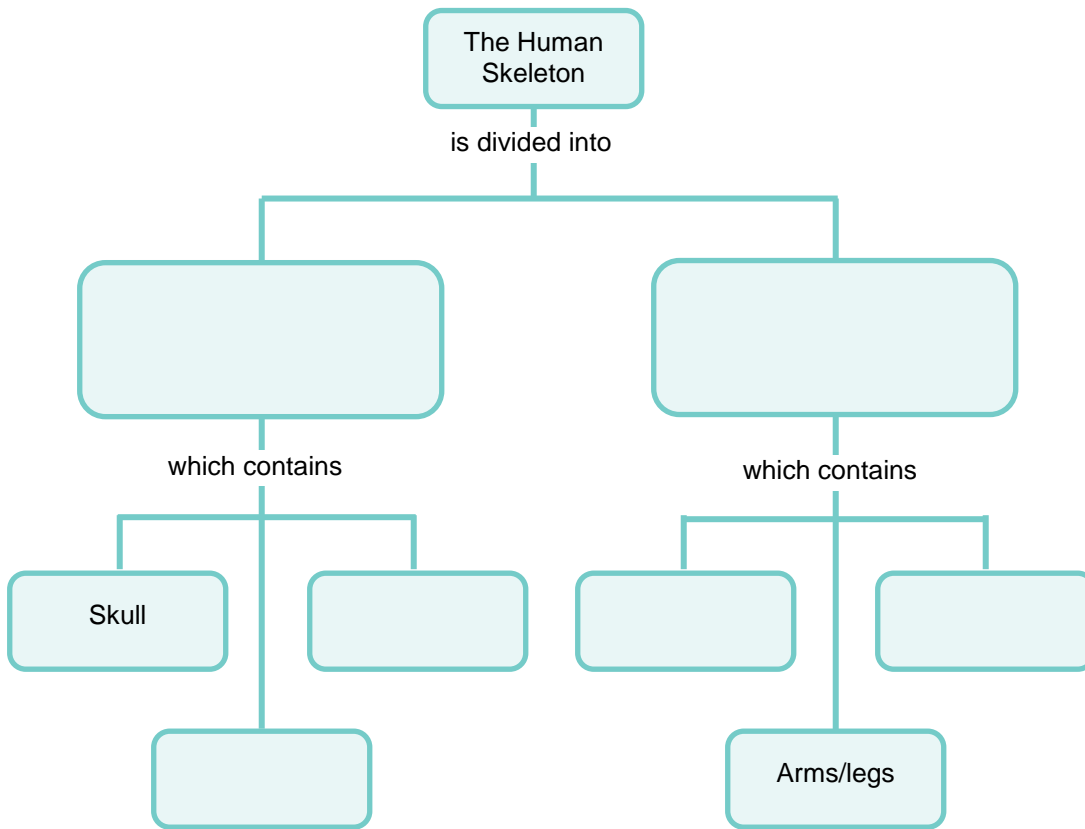 The Human
Skeleton
is divided into
which contains
which contains
Skull
Arms/legs